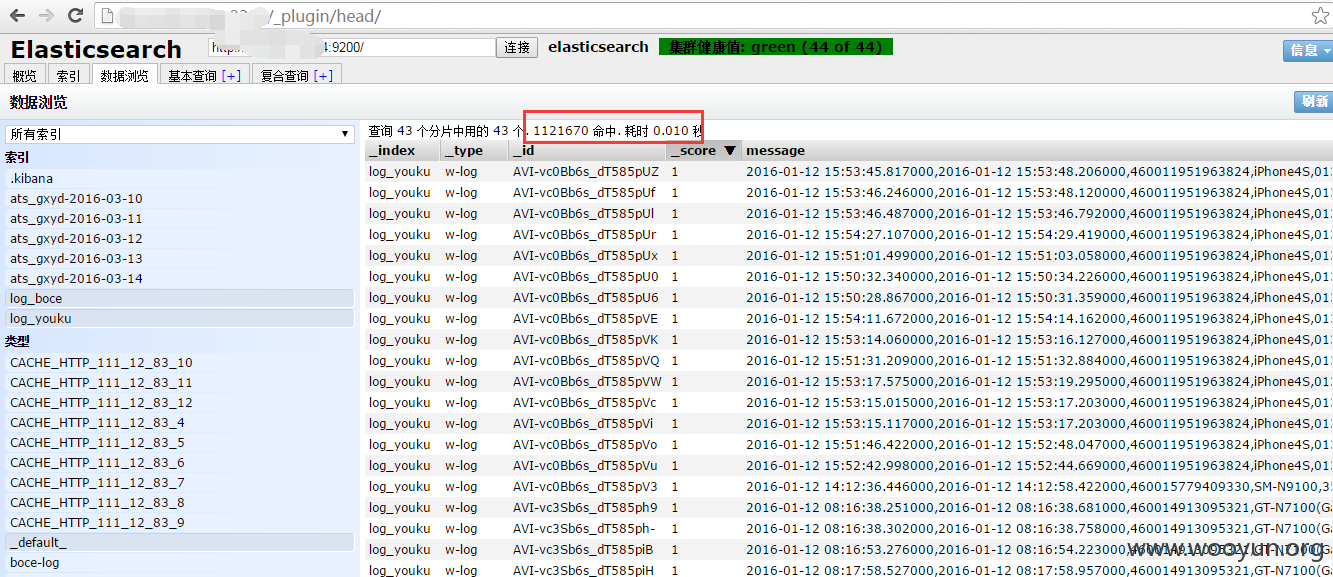 /_plugin/head/
Elasticsearch
4:9200/ 连接 elasticsearch 集群健康值: green (44 of 44) 信息
概览 索引 数据浏览 基本查询 [+] 复合查询 [+]
数据浏览 刷新
所有索引
索引
.kibana
ats_gxyd-2016-03-10
ats_gxyd-2016-03-11
ats_gxyd-2016-03-12
ats_gxyd-2016-03-13
ats_gxyd-2016-03-14
log_boce
log_youku
类型
CACHE_HTTP_111_12_83_10
CACHE_HTTP_111_12_83_11
CACHE_HTTP_111_12_83_12
CACHE_HTTP_111_12_83_4
CACHE_HTTP_111_12_83_5
CACHE_HTTP_111_12_83_6
CACHE_HTTP_111_12_83_7
CACHE_HTTP_111_12_83_8
CACHE_HTTP_111_12_83_9
_default_
boce-log
查询 43 个分片中用的 43 个. 1121670 命中. 耗时 0.010 秒
_index _type _id _score ▼ message
log_youku w-log AVI-vc0Bb6s_dT585pUZ 1 2016-01-12 15:53:45.817000,2016-01-12 15:53:48.206000,460011951963824,iPhone4S,01
log_youku w-log AVI-vc0Bb6s_dT585pUf 1 2016-01-12 15:53:46.246000,2016-01-12 15:53:48.120000,460011951963824,iPhone4S,01
log_youku w-log AVI-vc0Bb6s_dT585pUl 1 2016-01-12 15:53:46.487000,2016-01-12 15:53:46.792000,460011951963824,iPhone4S,01
log_youku w-log AVI-vc0Bb6s_dT585pUr 1 2016-01-12 15:54:27.107000,2016-01-12 15:54:29.419000,460011951963824,iPhone4S,01
log_youku w-log AVI-vc0Bb6s_dT585pUx 1 2016-01-12 15:51:01.499000,2016-01-12 15:51:03.058000,460011951963824,iPhone4S,01
log_youku w-log AVI-vc0Bb6s_dT585pU0 1 2016-01-12 15:50:32.340000,2016-01-12 15:50:34.226000,460011951963824,iPhone4S,01
log_youku w-log AVI-vc0Bb6s_dT585pU6 1 2016-01-12 15:50:28.867000,2016-01-12 15:50:31.359000,460011951963824,iPhone4S,01
log_youku w-log AVI-vc0Bb6s_dT585pVE 1 2016-01-12 15:54:11.672000,2016-01-12 15:54:14.162000,460011951963824,iPhone4S,01
log_youku w-log AVI-vc0Bb6s_dT585pVK 1 2016-01-12 15:53:14.060000,2016-01-12 15:53:16.127000,460011951963824,iPhone4S,01
log_youku w-log AVI-vc0Bb6s_dT585pVQ 1 2016-01-12 15:51:31.209000,2016-01-12 15:51:32.884000,460011951963824,iPhone4S,01
log_youku w-log AVI-vc0Bb6s_dT585pVW 1 2016-01-12 15:53:17.575000,2016-01-12 15:53:19.295000,460011951963824,iPhone4S,01
log_youku w-log AVI-vc0Bb6s_dT585pVc 1 2016-01-12 15:53:15.015000,2016-01-12 15:53:17.203000,460011951963824,iPhone4S,01
log_youku w-log AVI-vc0Bb6s_dT585pVi 1 2016-01-12 15:53:15.117000,2016-01-12 15:53:17.203000,460011951963824,iPhone4S,01
log_youku w-log AVI-vc0Bb6s_dT585pVo 1 2016-01-12 15:51:46.422000,2016-01-12 15:52:48.047000,460011951963824,iPhone4S,01
log_youku w-log AVI-vc0Bb6s_dT585pVu 1 2016-01-12 15:52:42.998000,2016-01-12 15:52:44.669000,460011951963824,iPhone4S,01
log_youku w-log AVI-vc0Bb6s_dT585pV3 1 2016-01-12 14:12:36.446000,2016-01-12 14:12:58.422000,460015779409330,SM-N9100,3
log_youku w-log AVI-vc3Sb6s_dT585ph9 1 2016-01-12 08:16:38.251000,2016-01-12 08:16:38.681000,460014913095321,GT-N7100(Ga
log_youku w-log AVI-vc3Sb6s_dT585ph- 1 2016-01-12 08:16:38.302000,2016-01-12 08:16:38.758000,460014913095321,GT-N7100(Ga
log_youku w-log AVI-vc3Sb6s_dT585piB 1 2016-01-12 08:16:53.276000,2016-01-12 08:16:54.223000,460014913095321,GT-N7100(Ga
log_youku w-log AVI-vc3Sb6s_dT585piH 1 2016-01-12 08:17:58.527000,2016-01-12 08:16:58.957000,460014913095321,GT-N7100(Ga
www.wooyun.org